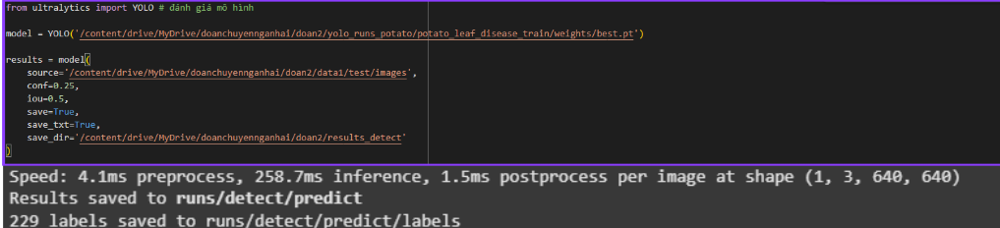 from ultralytics import YOLO # đánh giá mô hình
model = YOLO('/content/drive/MyDrive/doanchuyennganhai/doan2/yolo_runs_potato/potato_leaf_disease_train/weights/best.pt')
results = model(
source='/content/drive/MyDrive/doanchuyennganhai/doan2/data1/test/images',
conf=0.25,
iou=0.5,
save=True,
save_txt=True,
save_dir='/content/drive/MyDrive/doanchuyennganhai/doan2/results_detect'
)
Speed: 4.1ms preprocess, 258.7ms inference, 1.5ms postprocess per image at shape (1, 3, 640, 640)
Results saved to runs/detect/predict
229 labels saved to runs/detect/predict/labels